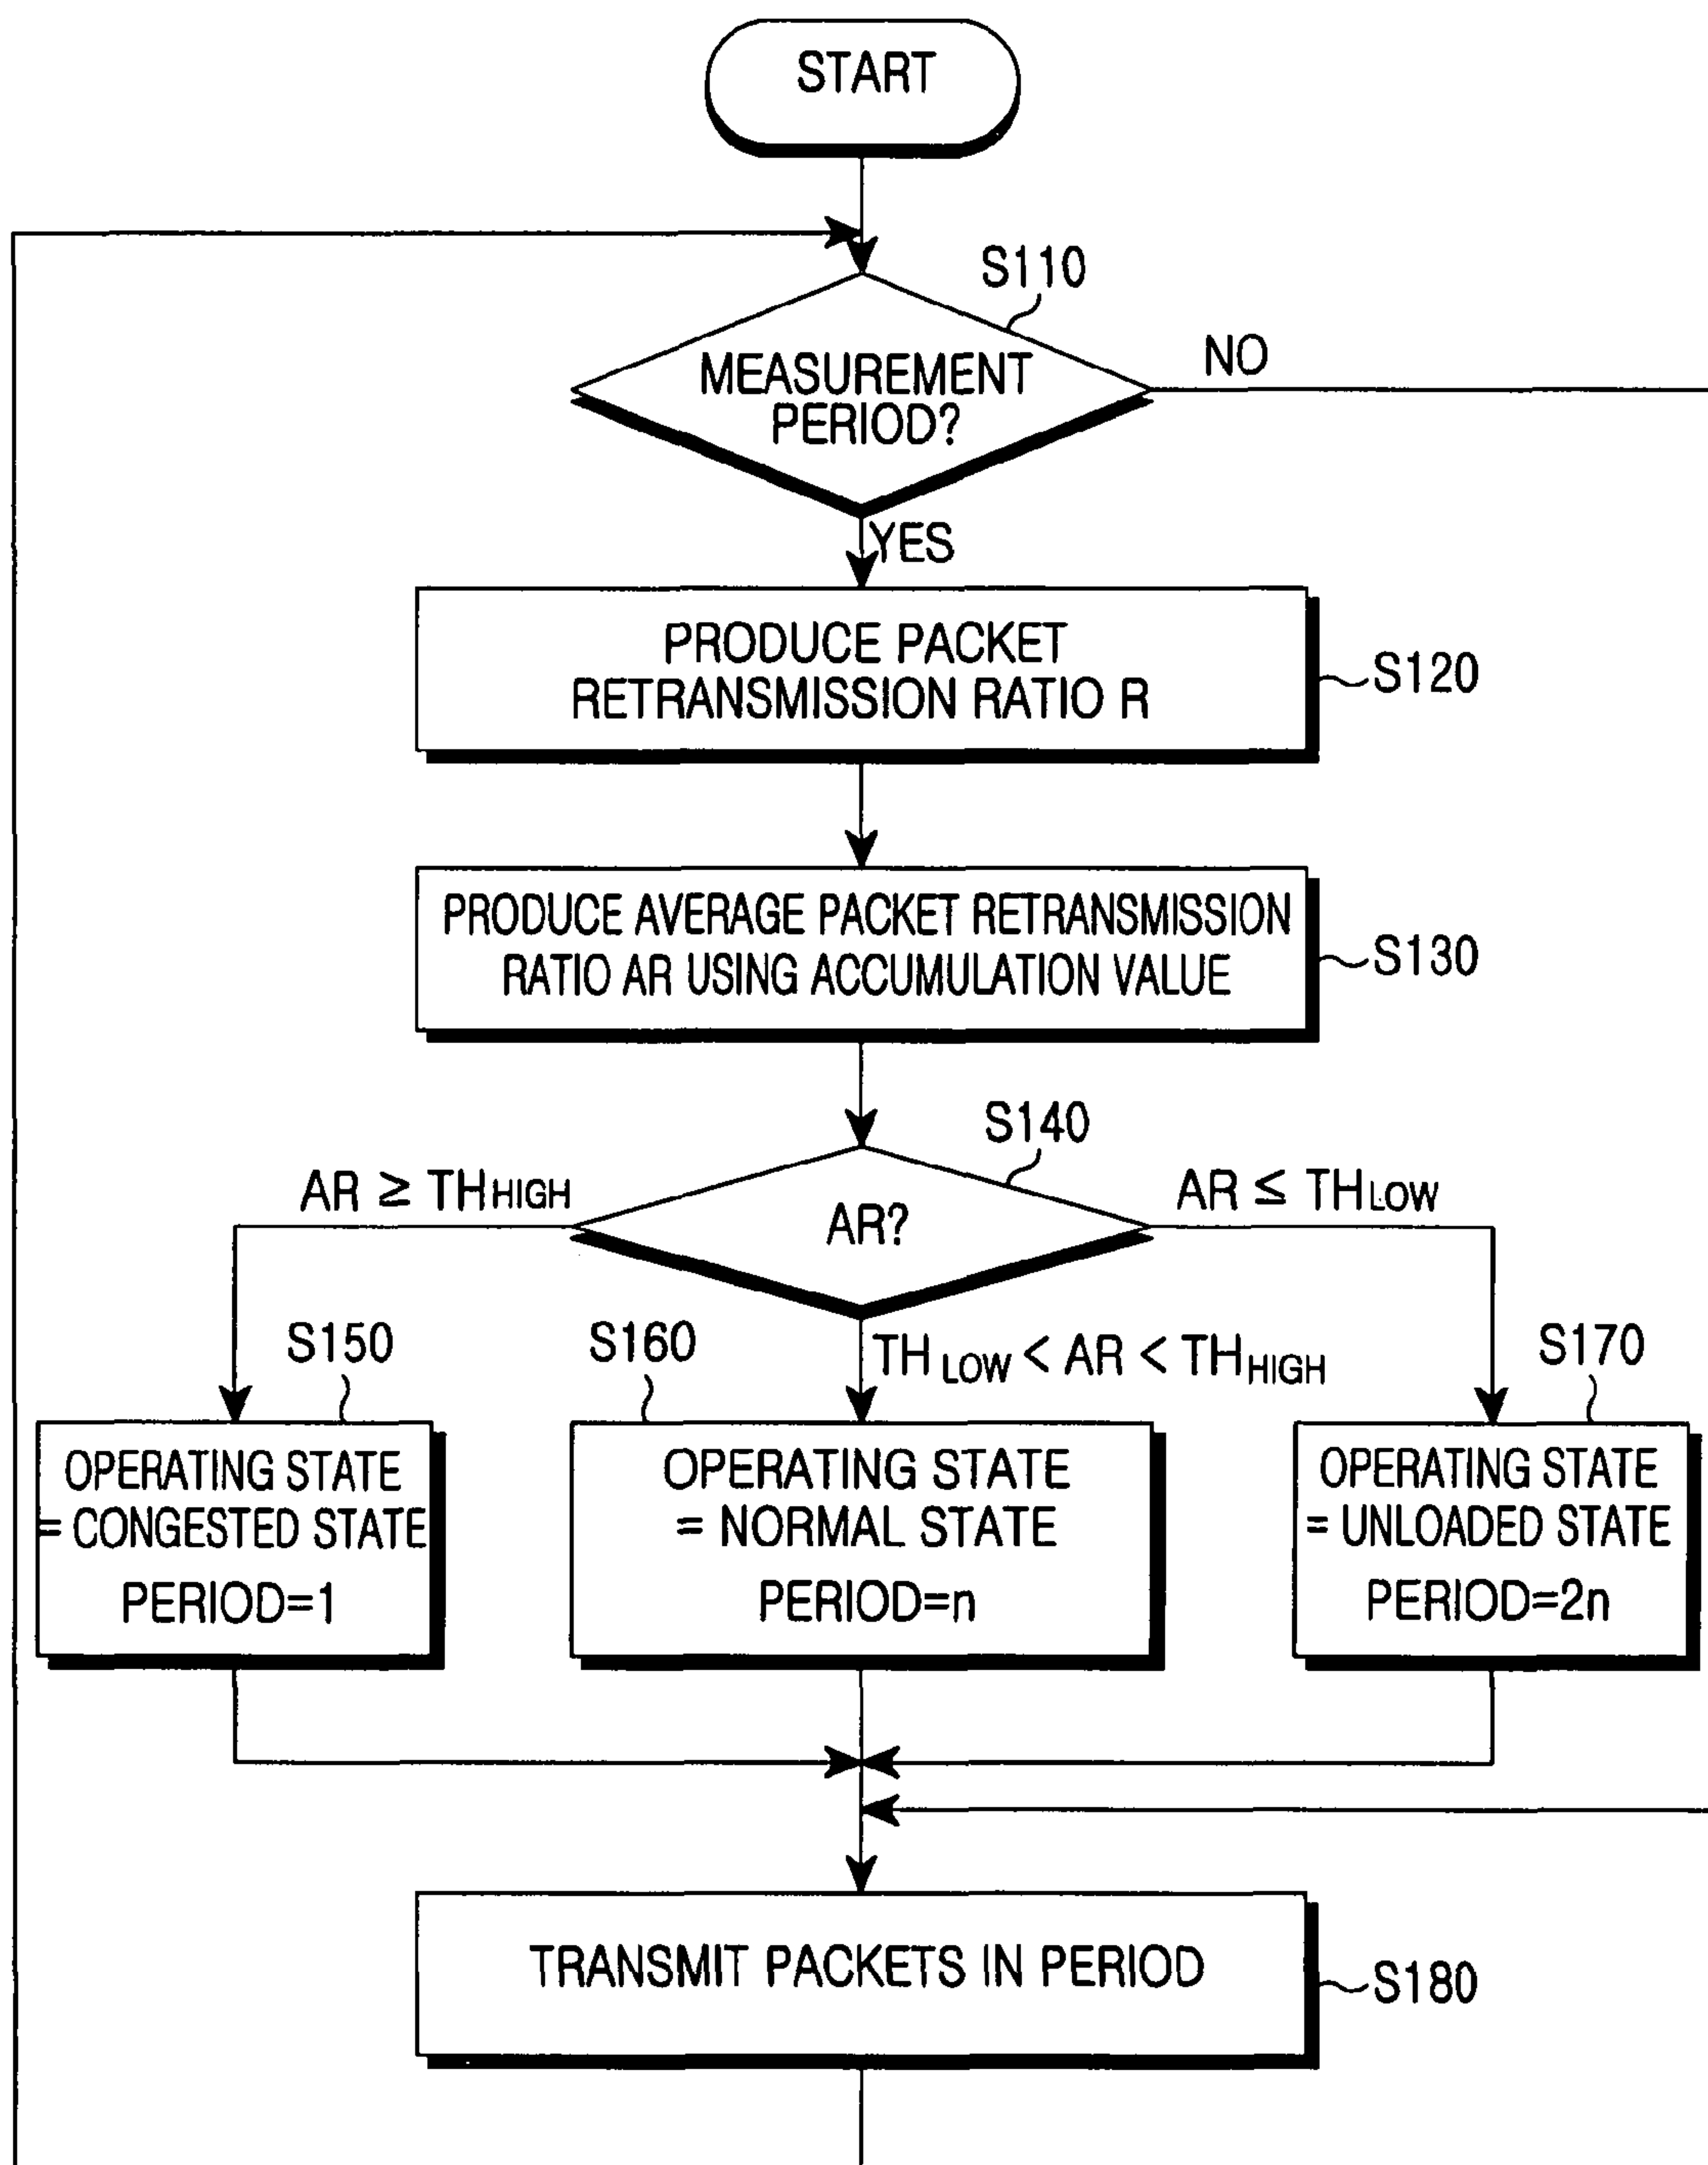 START
S110
MEASUREMENT
PERIOD?
NO
YES
PRODUCE PACKET
RETRANSMISSION RATIO R
S120
PRODUCE AVERAGE PACKET RETRANSMISSION
RATIO AR USING ACCUMULATION VALUE
S130
S140
AR ≥ THHIGH
AR?
AR ≤ THLOW
S150
S160
TH LOW < AR < THHIGH
S170
OPERATING STATE
= CONGESTED STATE
PERIOD=1
OPERATING STATE
= NORMAL STATE
PERIOD=n
OPERATING STATE
= UNLOADED STATE
PERIOD=2n
TRANSMIT PACKETS IN PERIOD
S180